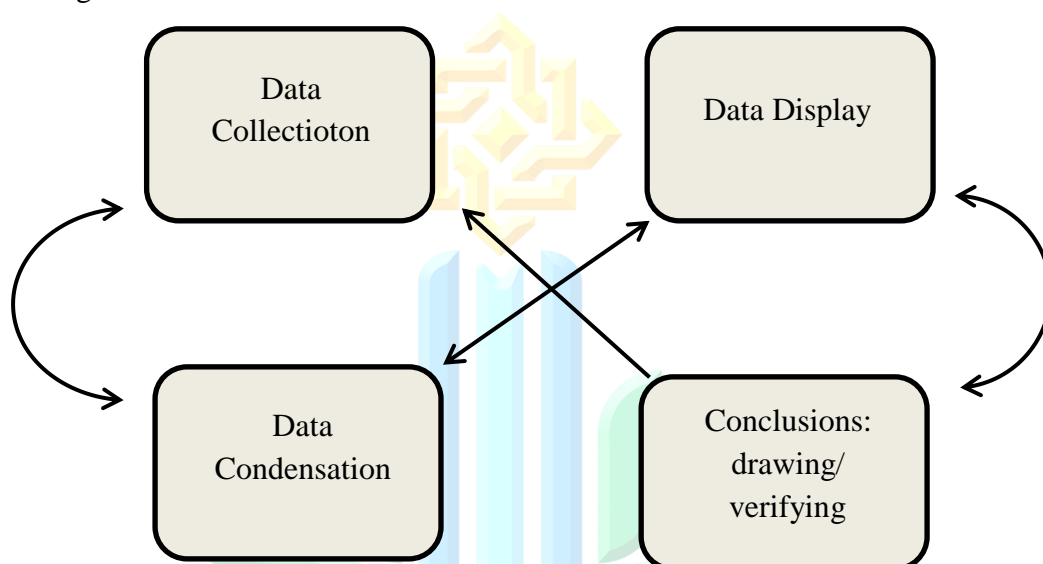 Data
Collectioton
Data Display
Data
Condensation
Conclusions:
drawing/
verifying